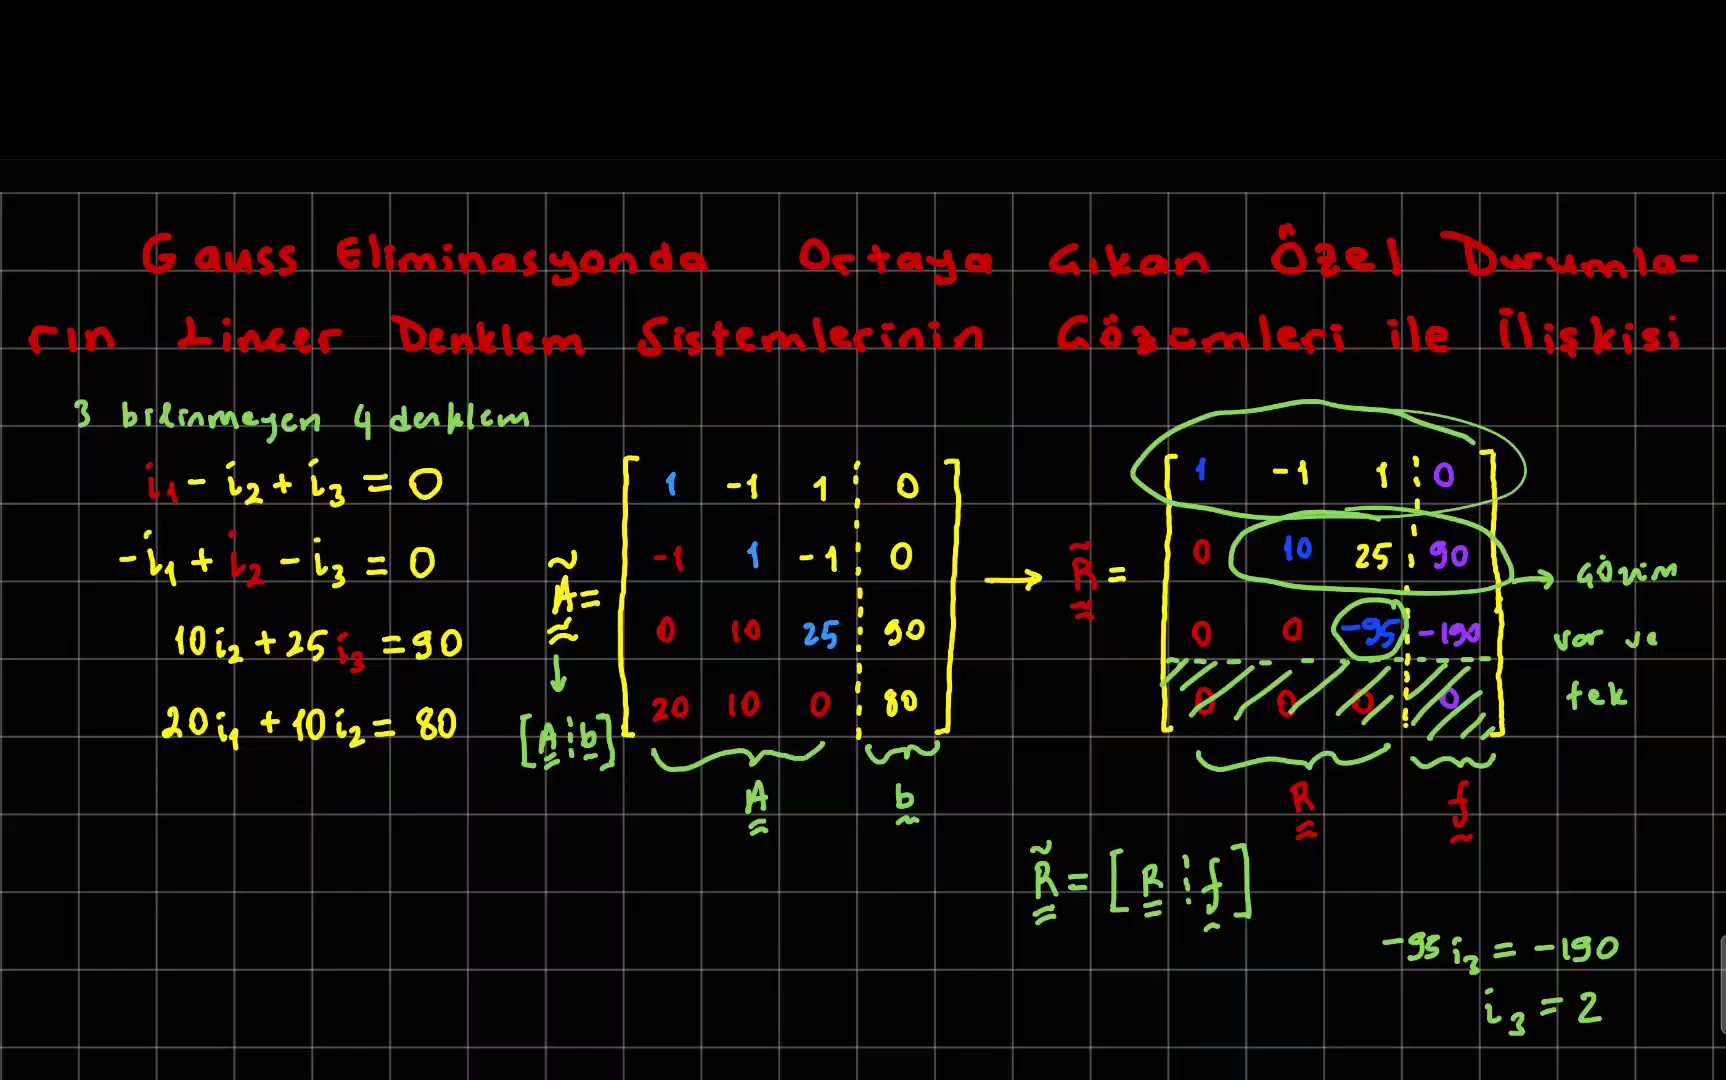 Gauss Eliminasyonda Ortaya Çıkan Özel Durumla-
rın Lineer Denklem Sistemlerinin Çözümleri ile İlişkisi
3 bilinmeyen 4 denklem
i₁ - i₂ + i₃ = 0
-i₁ + i₂ - i₃ = 0
10i₂ + 25i₃ = 90
20i₁ + 10i₂ = 80
Ã =
1 -1 1 0
-1 1 -1 0
0 10 25 90
20 10 0 80
[A ⋮ b]
A b
R̃ =
1 -1 1 0
0 10 25 90
0 0 -95 -190
0 0 0 0
R f
Çözüm
var ve
tek
R̃ = [R ⋮ f]
-95 i₃ = -190
i₃ = 2